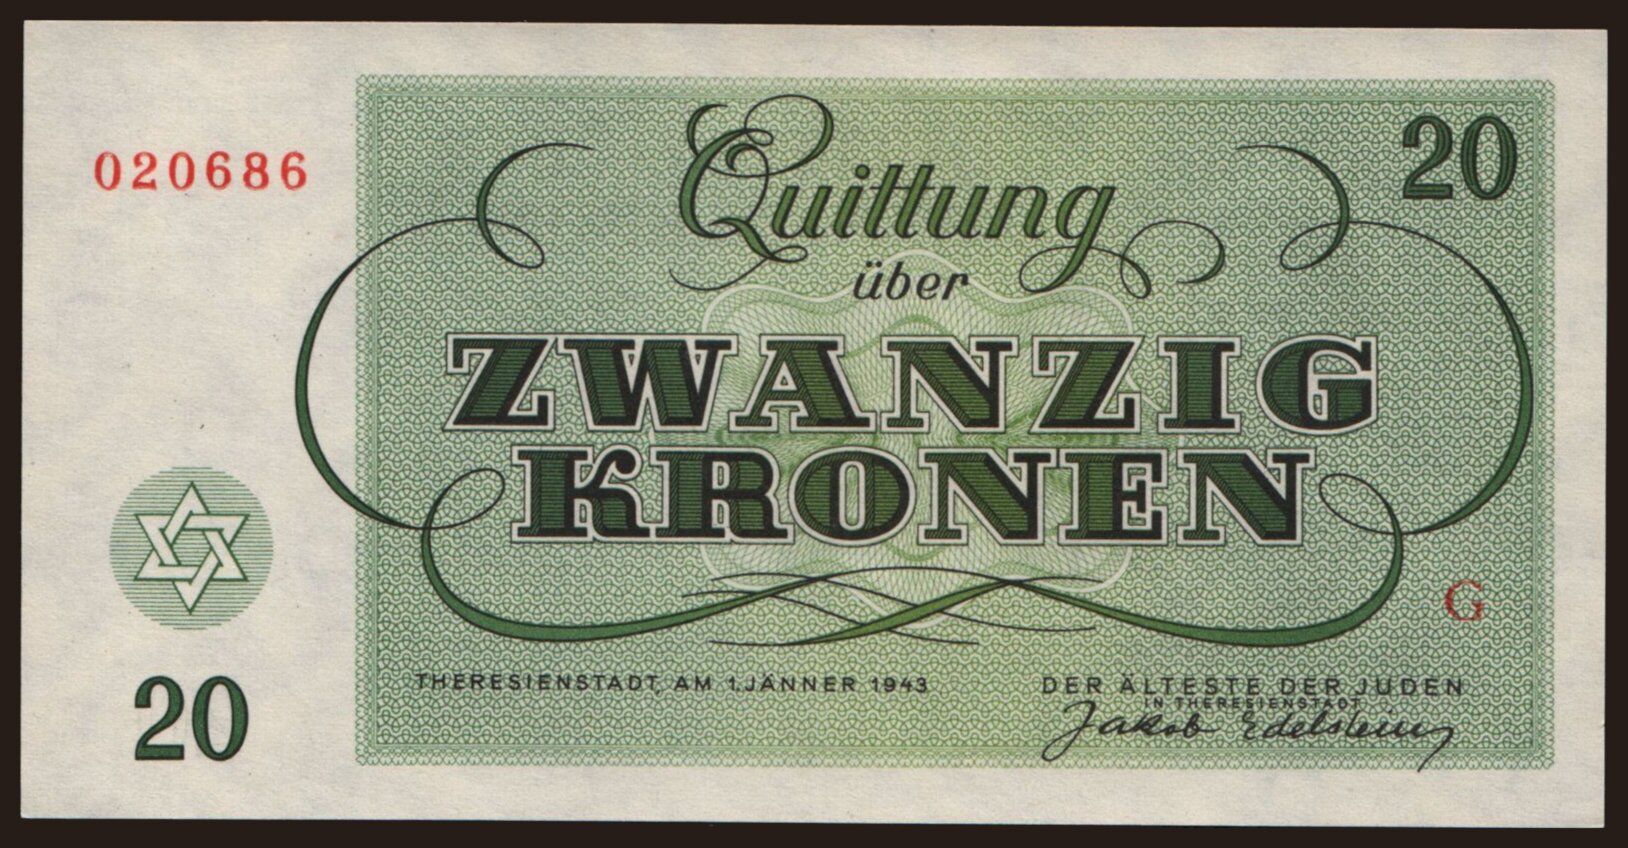 020686
20
Quittung
über
ZWANZIG
KRONEN
G
THERESIENSTADT, AM 1. JÄNNER 1943
DER ÄLTESTE DER JUDEN
IN THERESIENSTADT
Jakob Edelstein
20